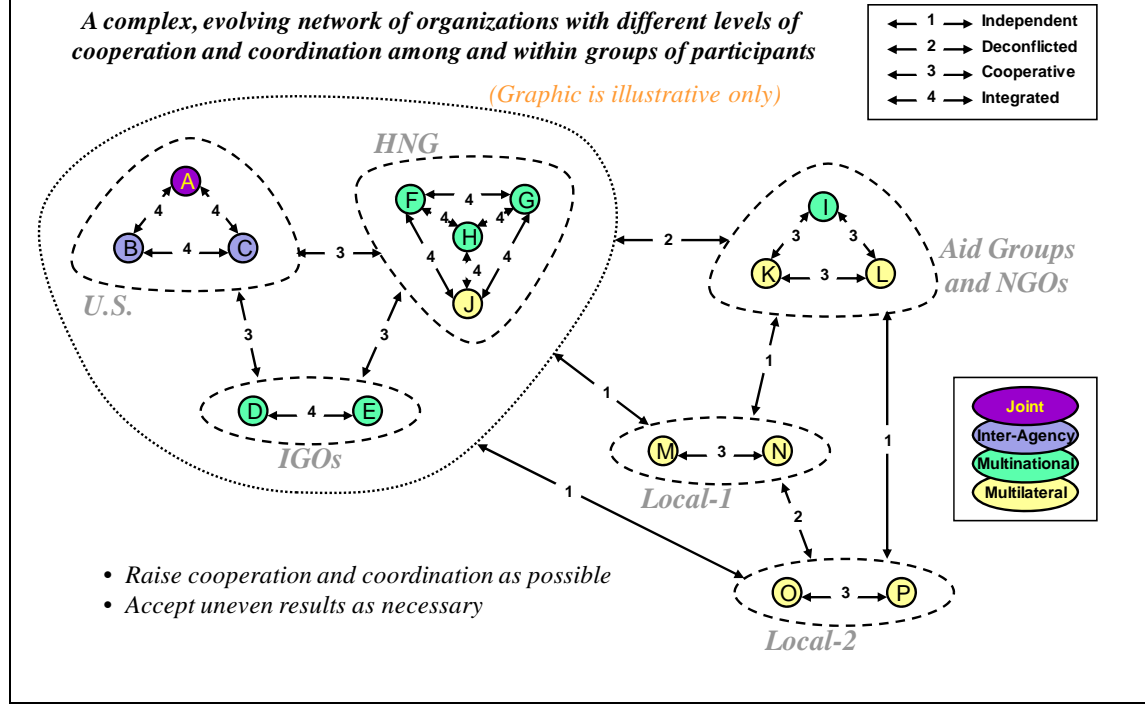 A complex, evolving network of organizations with different levels of
cooperation and coordination among and within groups of participants
(Graphic is illustrative only)
1 Independent
2 Deconflicted
3 Cooperative
4 Integrated
HNG
A
4 4
B 4 C
U.S.
3
F 4 G
4 4
H
4 4 4
J
2
I
3 3
K 3 L
Aid Groups
and NGOs
3 3
D 4 E
IGOs
1
1
1
M 3 N
Local-1
1
2
O 3 P
Local-2
Joint
Inter-Agency
Multinational
Multilateral
• Raise cooperation and coordination as possible
• Accept uneven results as necessary